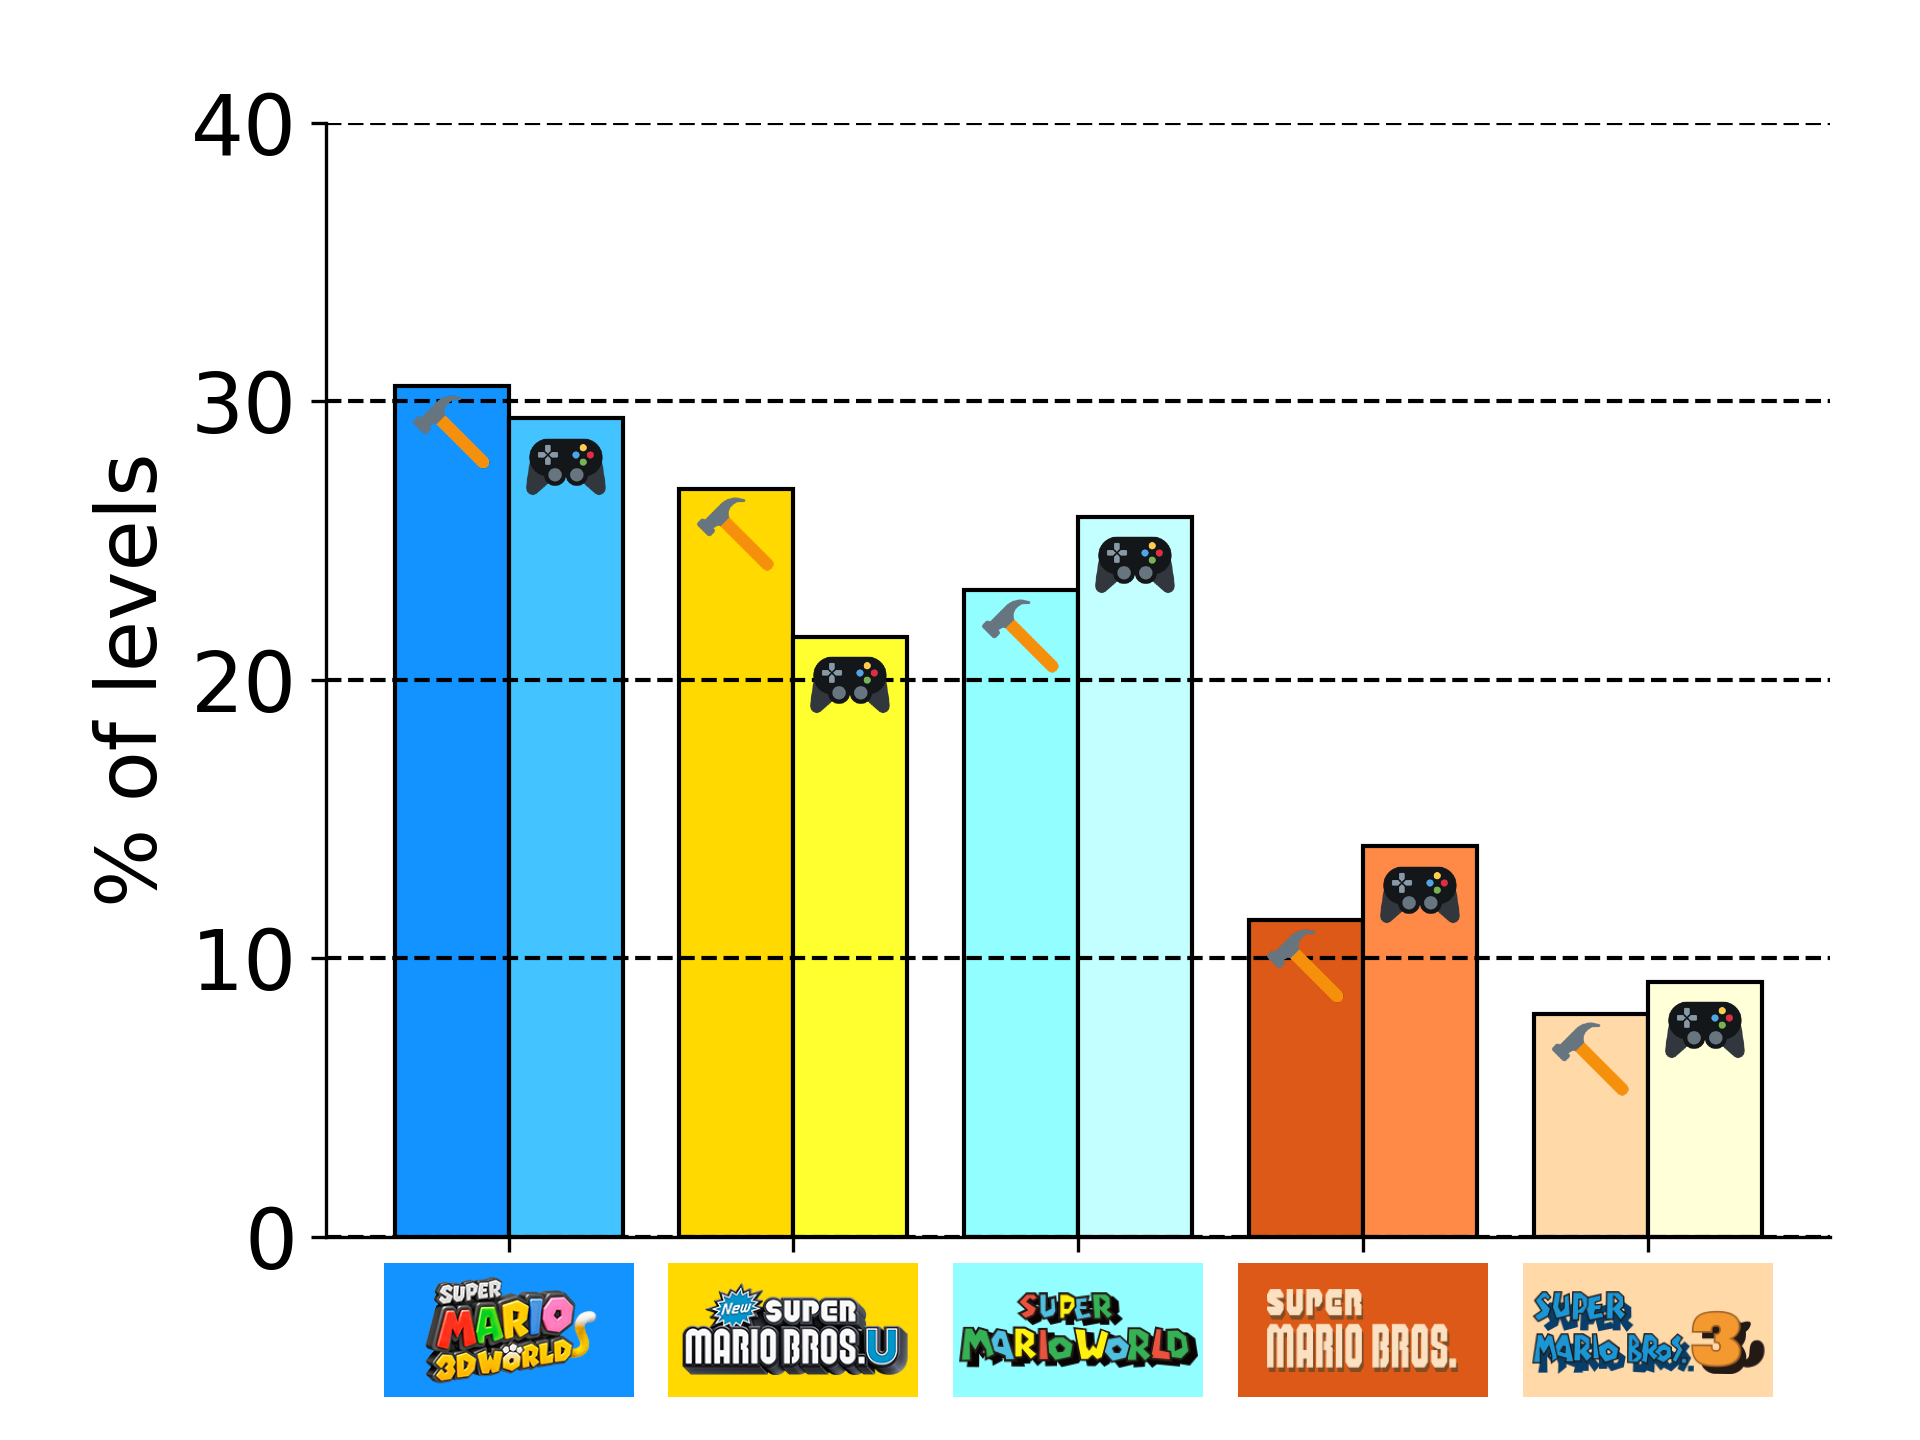 40
30
20
10
0
% of levels
SUPER
MARIO
3D WORLD
New SUPER
MARIO BROS. U
SUPER
MARIO WORLD
SUPER
MARIO BROS.
SUPER
MARIO BROS. 3